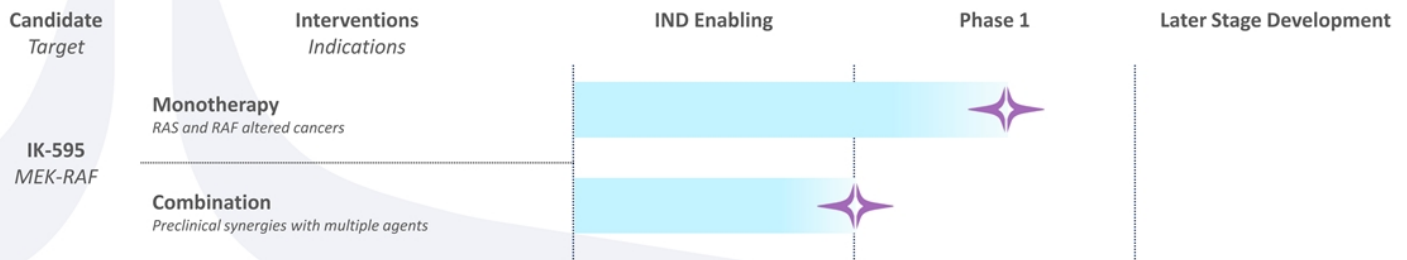 Candidate
Target
Interventions
Indications
IND Enabling
Phase 1
Later Stage Development
IK-595
MEK-RAF
Monotherapy
RAS and RAF altered cancers
Combination
Preclinical synergies with multiple agents